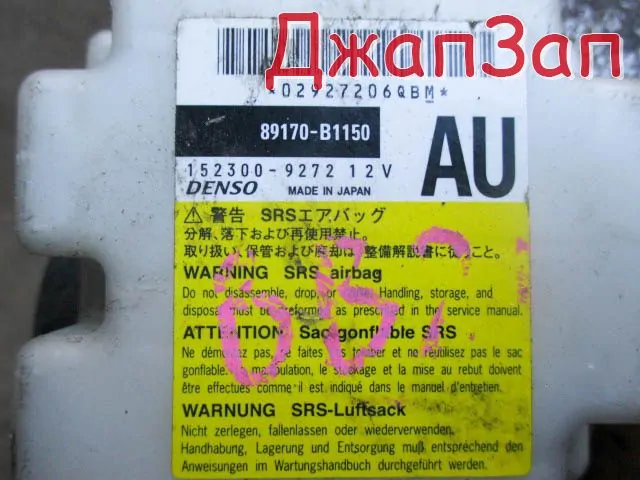 ДжапЗап
*02927206QBM*
89170-B1150
AU
152300-9272 12V
DENSO MADE IN JAPAN
⚠警告 SRSエアバッグ
分解、落下および再使用禁止。
取り扱い、保管および廃却は、整備解説書に従うこと。
WARNING SRS airbag
Do not disassemble, drop, or Handling, storage, and
disposal must be performed as prescribed in the service manual.
ATTENTION Sac gonflable SRS
Ne démontez pas, ne faites pas tomber et ne réutilisez pas le sac
gonflable. La manipulation, le stockage et la mise au rebut doivent
être effectués comme il est indiqué dans le manuel d'entretien.
WARNUNG SRS-Luftsack
Nicht zerlegen, fallenlassen oder wiederverwenden.
Handhabung, Lagerung und Entsorgung muß entsprechend den
Anweisungen im Wartungshandbuch durchgeführt werden.